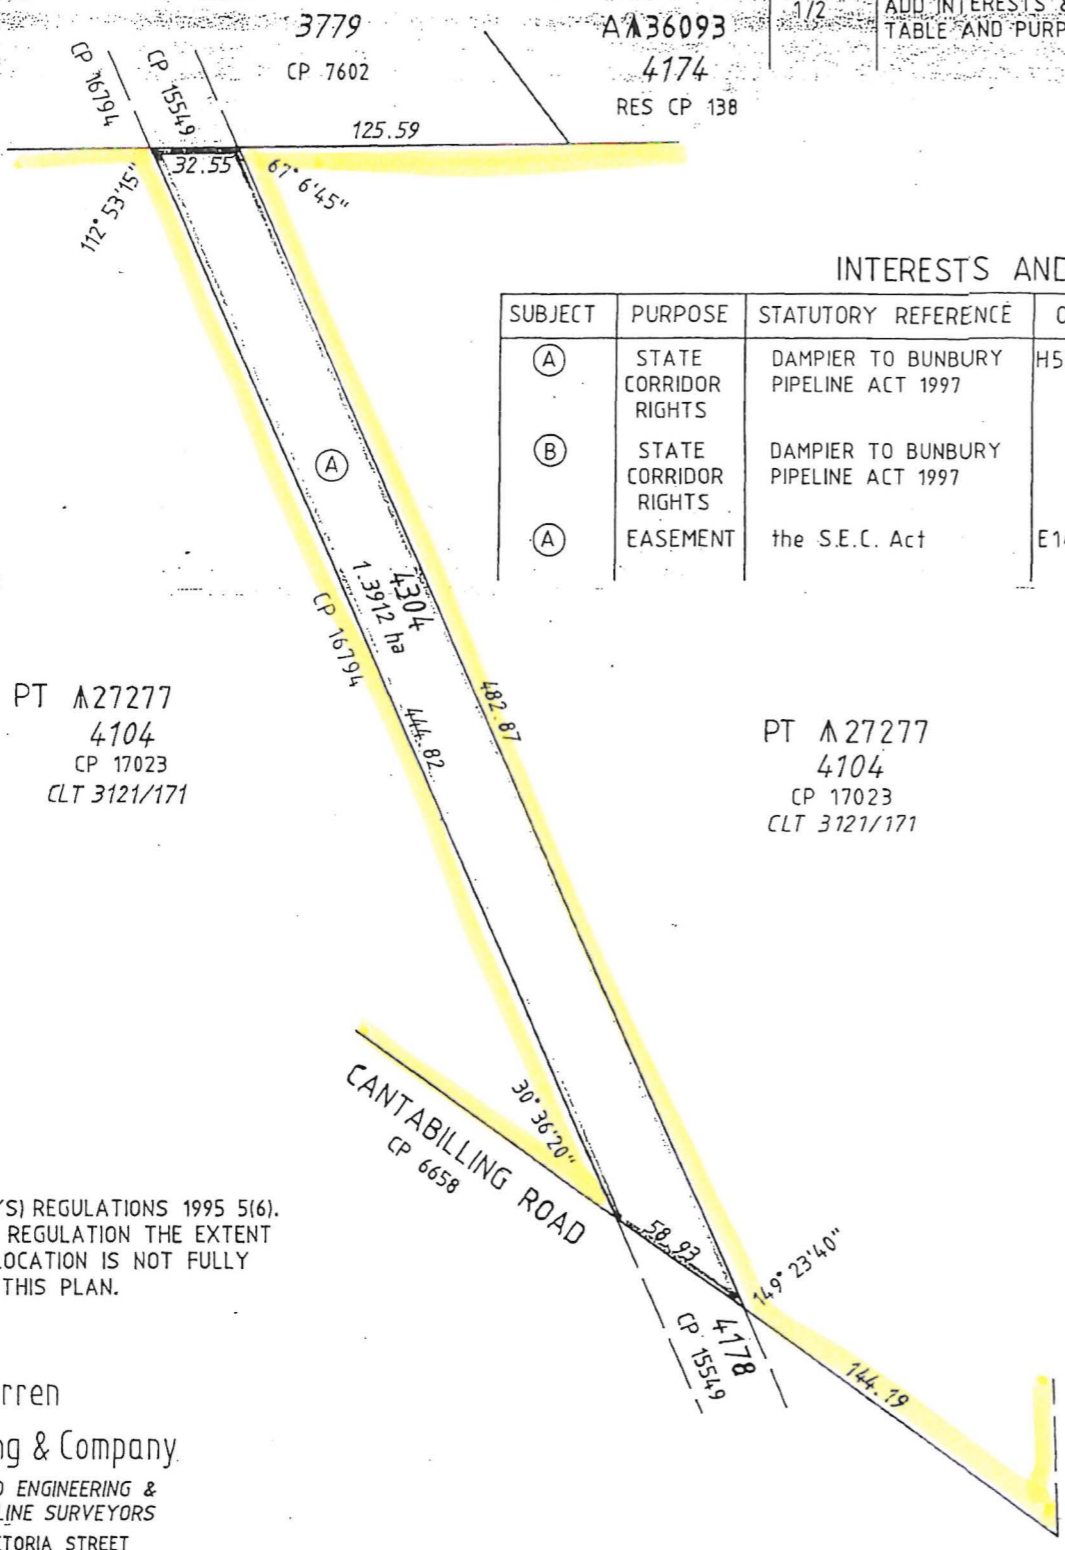 3779
CP 7602
A⋔36093
4174
RES CP 138
1/2
ADD INTERESTS &
TABLE AND PURP
CP 16794
CP 15549
125.59
32.55
112° 53'15"
67° 6'45"
INTERESTS AND
SUBJECT PURPOSE STATUTORY REFERENCE
A STATE CORRIDOR RIGHTS DAMPIER TO BUNBURY PIPELINE ACT 1997 H5
B STATE CORRIDOR RIGHTS DAMPIER TO BUNBURY PIPELINE ACT 1997
A EASEMENT the S.E.C. Act E1
A
4304
1.3912 ha
CP 16794
444.82
482.87
PT ⋔27277
4104
CP 17023
CLT 3121/171
PT ⋔27277
4104
CP 17023
CLT 3121/171
30° 36'20"
CANTABILLING ROAD
CP 6658
58.93
149° 23'40"
4178
CP 15549
144.19
YS) REGULATIONS 1995 5(6).
REGULATION THE EXTENT
LOCATION IS NOT FULLY
THIS PLAN.
rren
ng & Company
D ENGINEERING &
LINE SURVEYORS
TORIA STREET